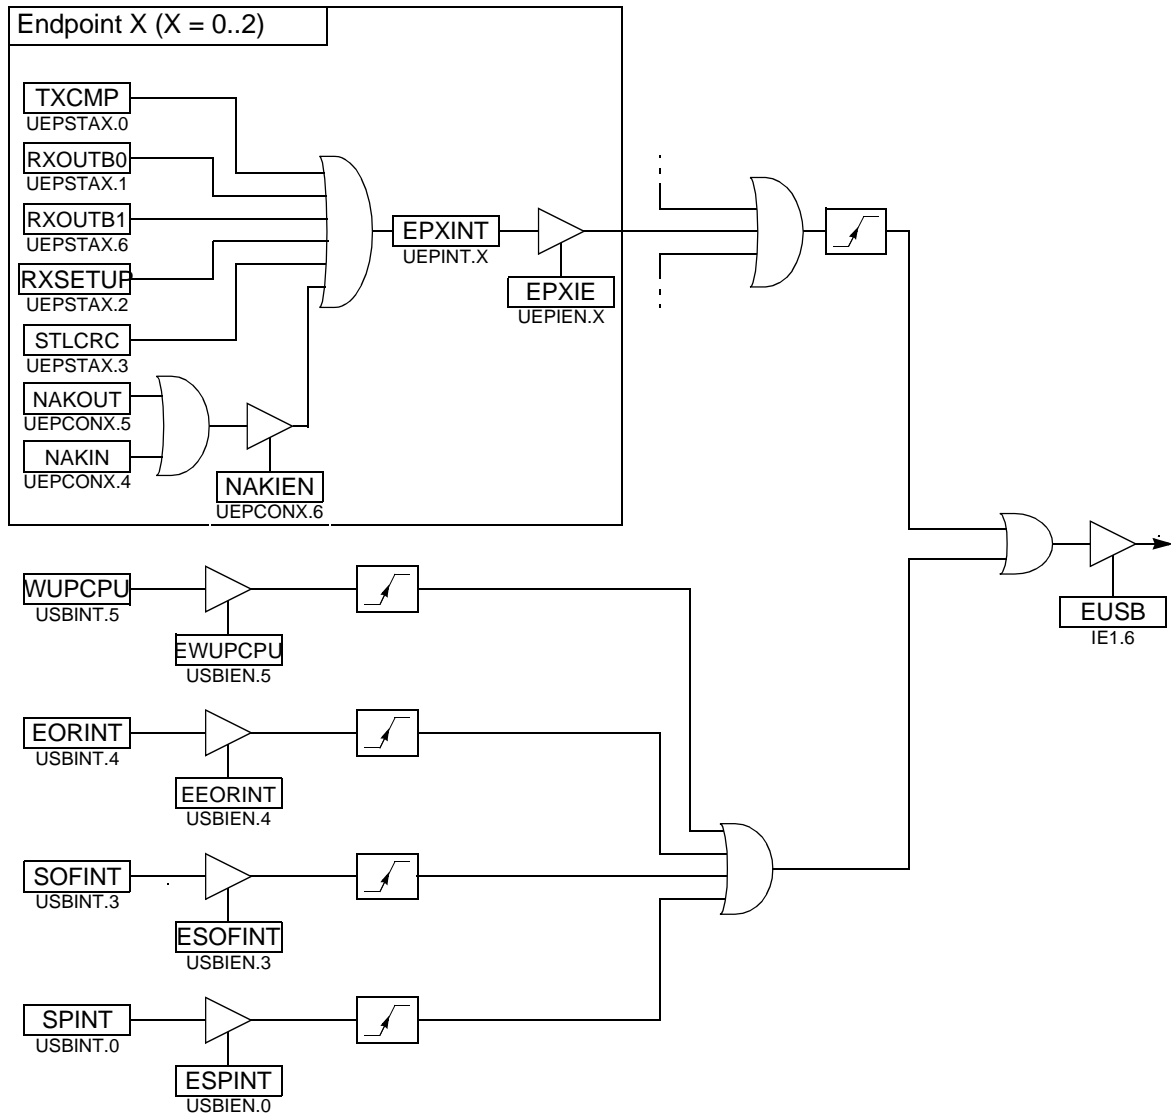 Endpoint X (X = 0..2)
TXCMP
UEPSTAX.0
RXOUTB0
UEPSTAX.1
RXOUTB1
UEPSTAX.6
RXSETUP
UEPSTAX.2
STLCRC
UEPSTAX.3
NAKOUT
UEPCONX.5
NAKIN
UEPCONX.4
NAKIEN
UEPCONX.6
EPXINT
UEPINT.X
EPXIE
UEPIEN.X
WUPCPU
USBINT.5
EWUPCPU
USBIEN.5
EORINT
USBINT.4
EEORINT
USBIEN.4
SOFINT
USBINT.3
ESOFINT
USBIEN.3
SPINT
USBINT.0
ESPINT
USBIEN.0
EUSB
IE1.6